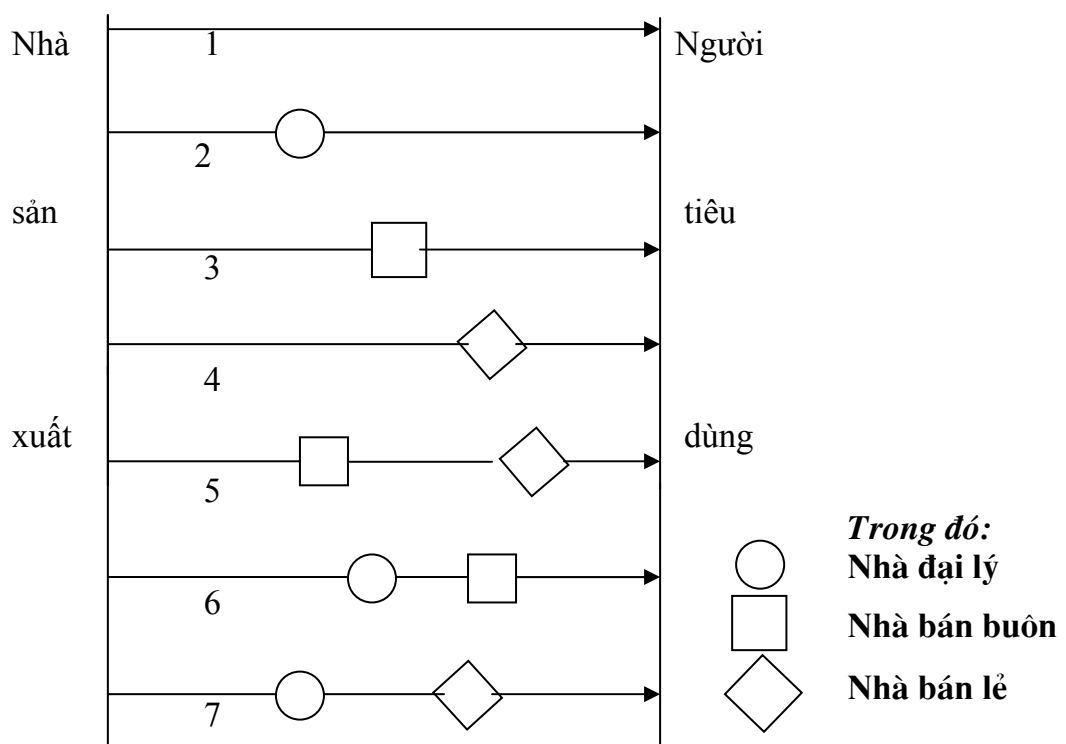 Nhà
1
Người
2
sản
tiêu
3
4
xuất
dùng
5
Trong đó:
Nhà đại lý
6
Nhà bán buôn
Nhà bán lẻ
7